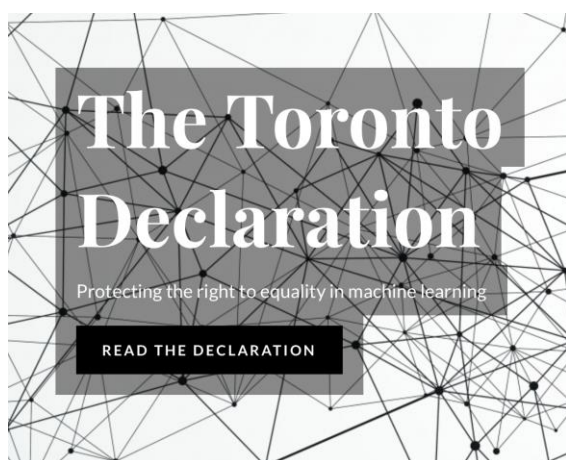 The Toronto
Declaration
Protecting the right to equality in machine learning
READ THE DECLARATION